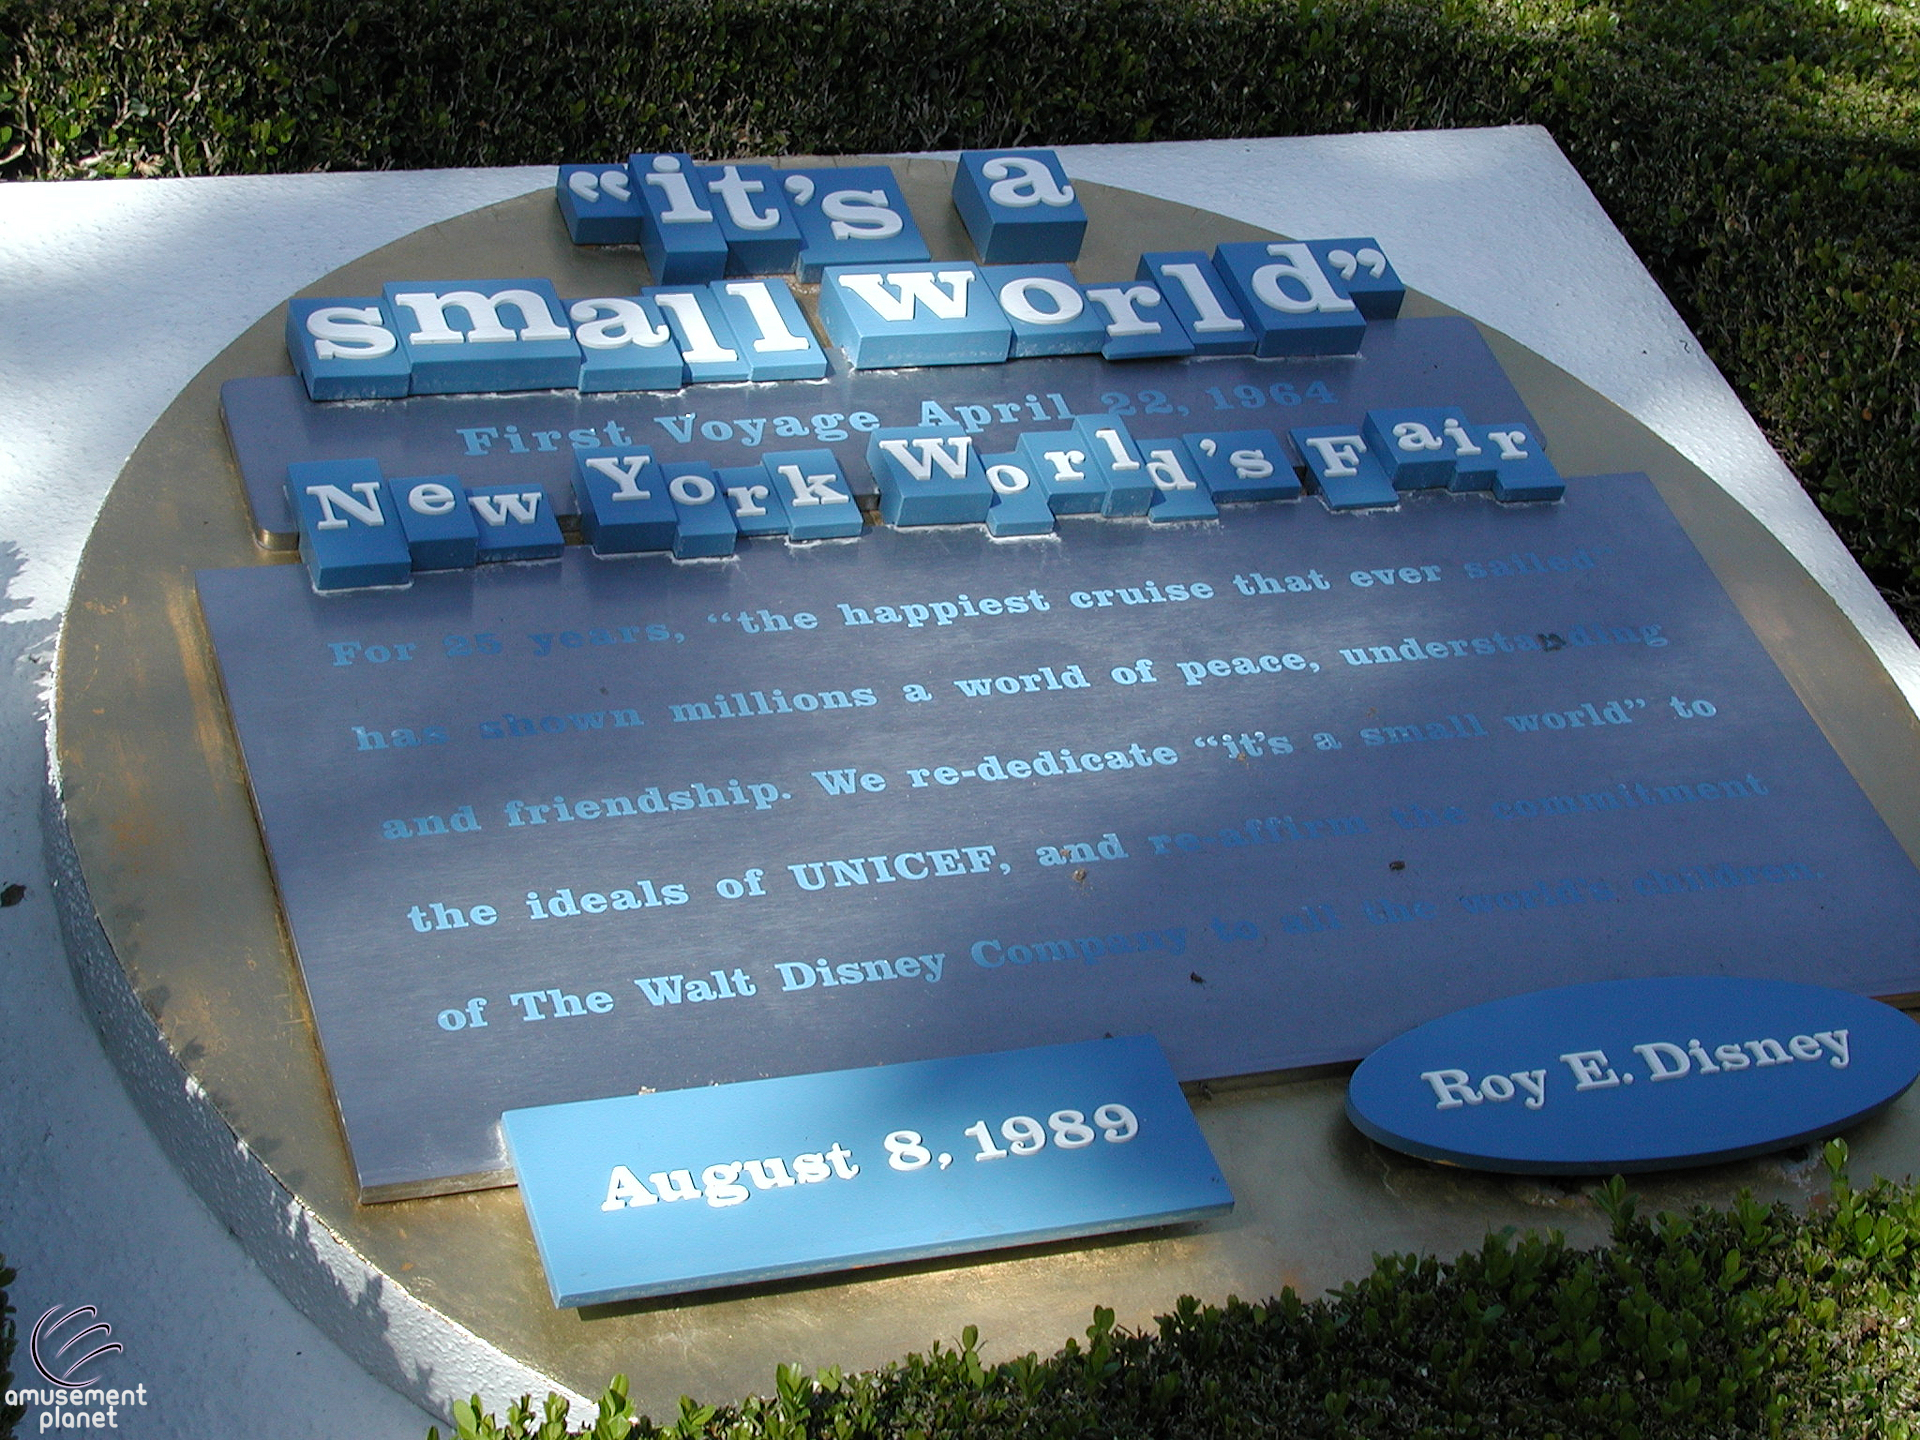 “it’s a
small world”
First Voyage April 22, 1964
New York World’s Fair
For 25 years, “the happiest cruise that ever sailed”
has shown millions a world of peace, understanding
and friendship. We re-dedicate “it’s a small world” to
the ideals of UNICEF, and re-affirm the commitment
of The Walt Disney Company to all the world’s children.
August 8, 1989
Roy E. Disney
amusement
planet